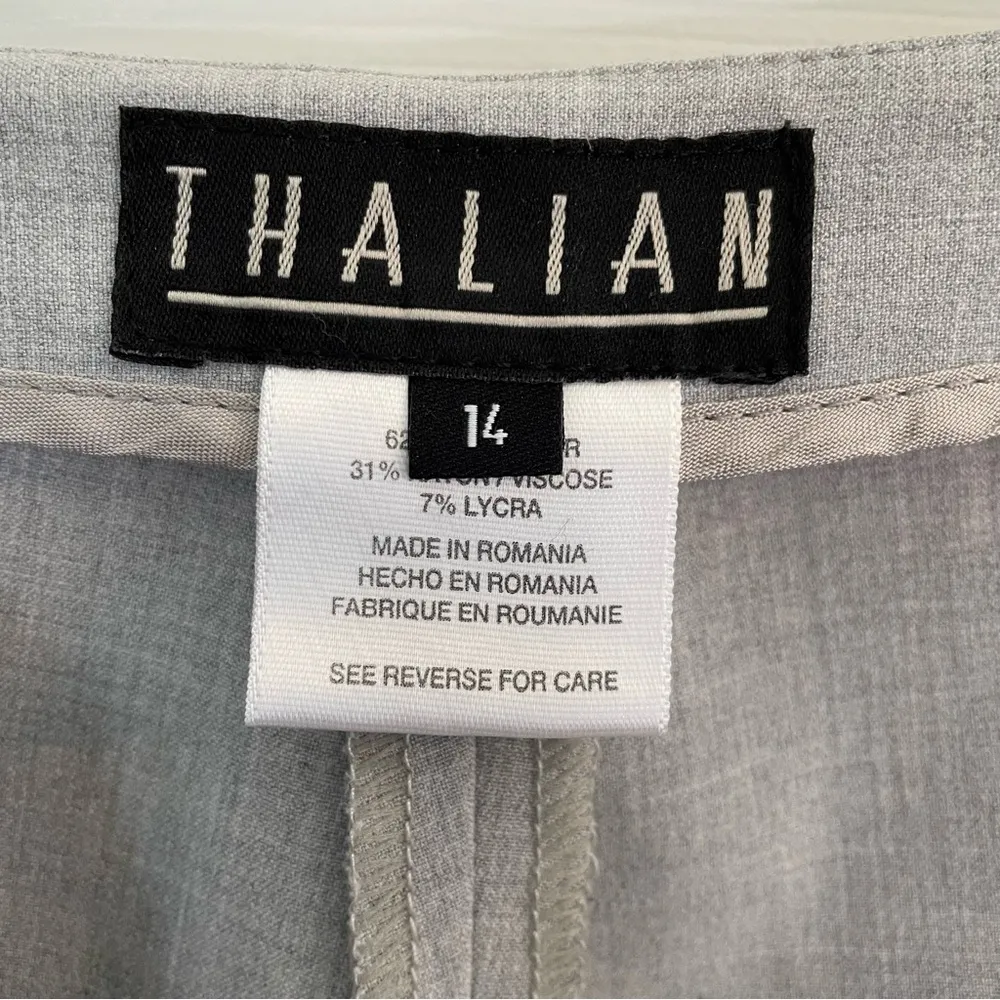 THALIAN
14
62 R
31% / VISCOSE
7% LYCRA
MADE IN ROMANIA
HECHO EN ROMANIA
FABRIQUE EN ROUMANIE
SEE REVERSE FOR CARE